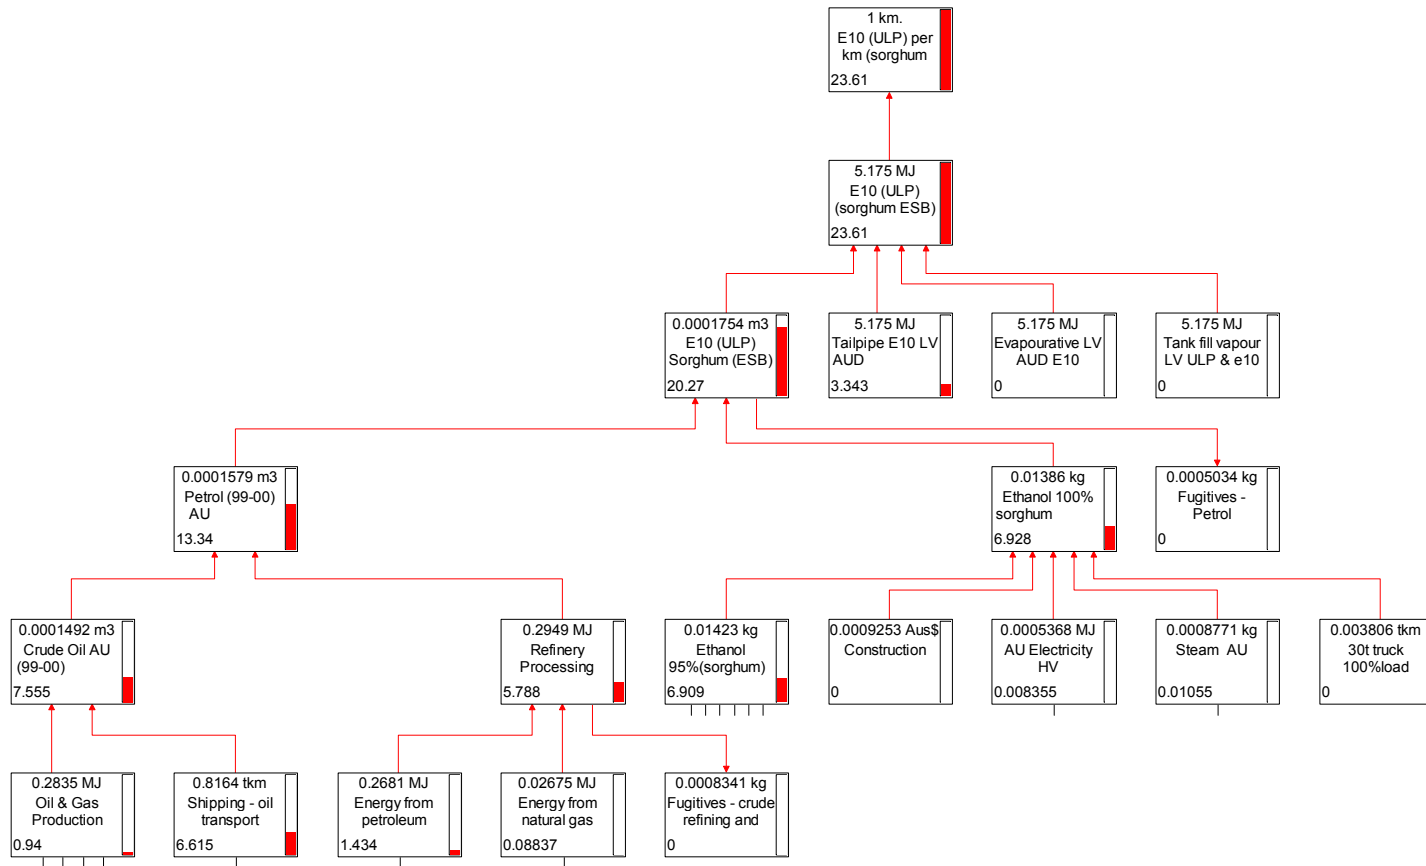 1 km.
E10 (ULP) per
km (sorghum
23.61
5.175 MJ
E10 (ULP)
(sorghum ESB)
23.61
0.0001754 m3
E10 (ULP)
Sorghum (ESB)
20.27
5.175 MJ
Tailpipe E10 LV
AUD
3.343
5.175 MJ
Evapourative LV
AUD E10
0
5.175 MJ
Tank fill vapour
LV ULP & e10
0
0.0001579 m3
Petrol (99-00)
AU
13.34
0.01386 kg
Ethanol 100%
sorghum
6.928
0.0005034 kg
Fugitives -
Petrol
0
0.0001492 m3
Crude Oil AU
(99-00)
7.555
0.2949 MJ
Refinery
Processing
5.788
0.01423 kg
Ethanol
95%(sorghum)
6.909
0.0009253 Aus$
Construction
0
0.0005368 MJ
AU Electricity
HV
0.008355
0.0008771 kg
Steam AU
0.01055
0.003806 tkm
30t truck
100%load
0
0.2835 MJ
Oil & Gas
Production
0.94
0.8164 tkm
Shipping - oil
transport
6.615
0.2681 MJ
Energy from
petroleum
1.434
0.02675 MJ
Energy from
natural gas
0.08837
0.0008341 kg
Fugitives - crude
refining and
0